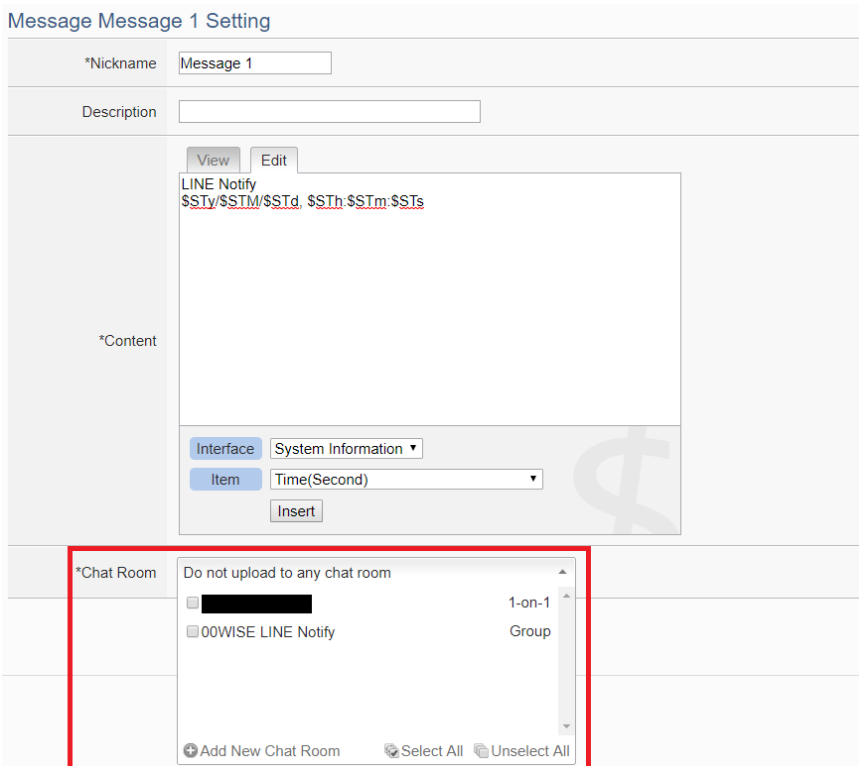 Message Message 1 Setting
*Nickname Message 1
Description
View Edit
LINE Notify
$STy/$STM/$STd, $STh:$STm:$STs
*Content
Interface System Information
Item Time(Second)
Insert
$
*Chat Room Do not upload to any chat room
1-on-1
00WISE LINE Notify Group
Add New Chat Room Select All Unselect All